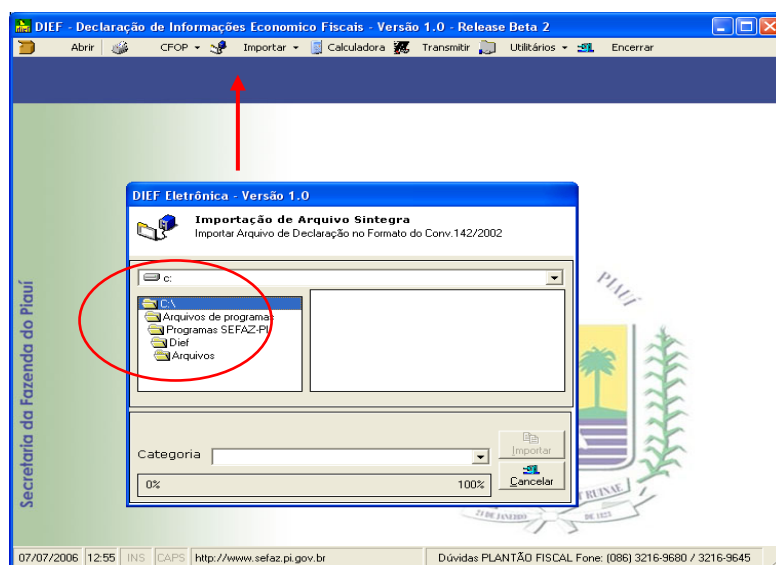 DIEF - Declaração de Informações Economico Fiscais - Versão 1.0 - Release Beta 2
Abrir CFOP Importar Calculadora Transmitir Utilitários Encerrar
DIEF Eletrônica - Versão 1.0
Importação de Arquivo Sintegra
Importar Arquivo de Declaração no Formato do Conv.142/2002
c:
C:\
Arquivos de programas
Programas SEFAZ-PI
Dief
Arquivos
Categoria
Importar
Cancelar
0% 100%
Secretaria da Fazenda do Piauí
PIAUÍ
DE 1823
07/07/2006 12:55 INS CAPS http://www.sefaz.pi.gov.br Dúvidas PLANTÃO FISCAL Fone: (086) 3216-9680 / 3216-9645